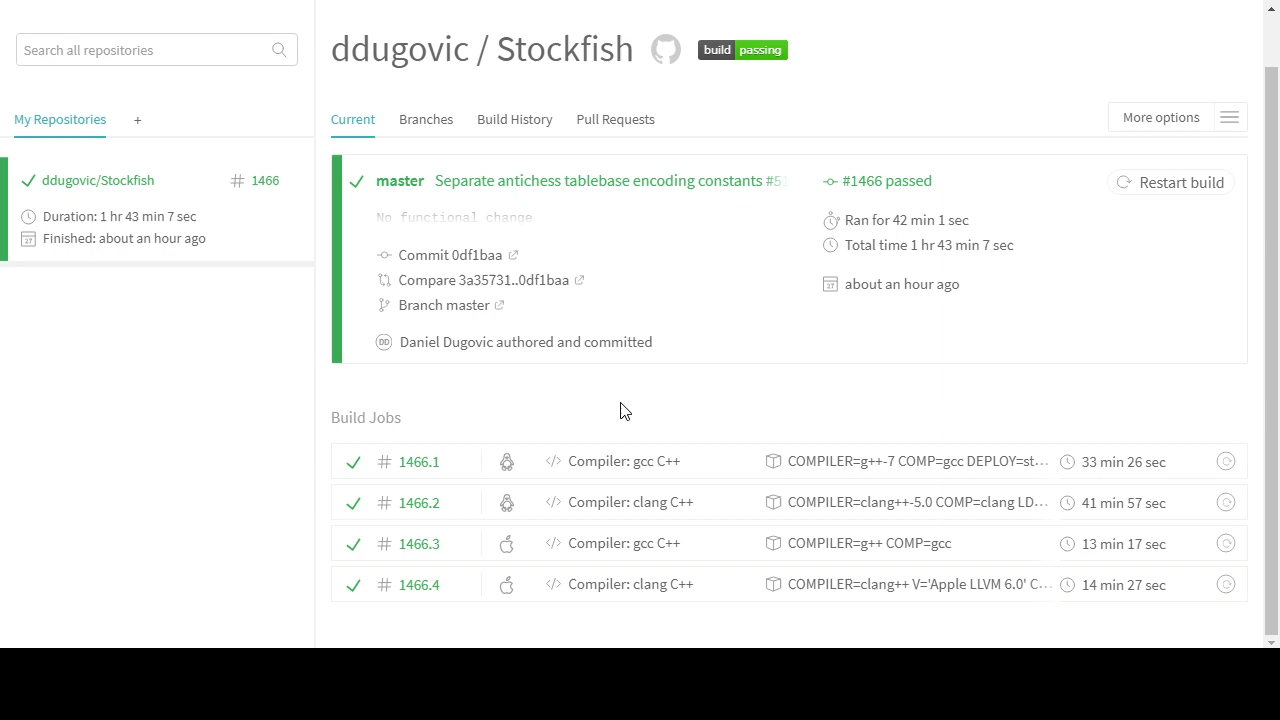 Search all repositories
My Repositories +
ddugovic/Stockfish # 1466
Duration: 1 hr 43 min 7 sec
27 Finished: about an hour ago
ddugovic / Stockfish build passing
Current Branches Build History Pull Requests More options
master Separate antichess tablebase encoding constants #51
No functional change
Commit 0df1baa
Compare 3a35731..0df1baa
Branch master
DD Daniel Dugovic authored and committed
#1466 passed
Ran for 42 min 1 sec
Total time 1 hr 43 min 7 sec
27 about an hour ago
Restart build
Build Jobs
# 1466.1 </> Compiler: gcc C++ COMPILER=g++-7 COMP=gcc DEPLOY=st... 33 min 26 sec
# 1466.2 </> Compiler: clang C++ COMPILER=clang++-5.0 COMP=clang LD... 41 min 57 sec
# 1466.3 </> Compiler: gcc C++ COMPILER=g++ COMP=gcc 13 min 17 sec
# 1466.4 </> Compiler: clang C++ COMPILER=clang++ V='Apple LLVM 6.0' C... 14 min 27 sec